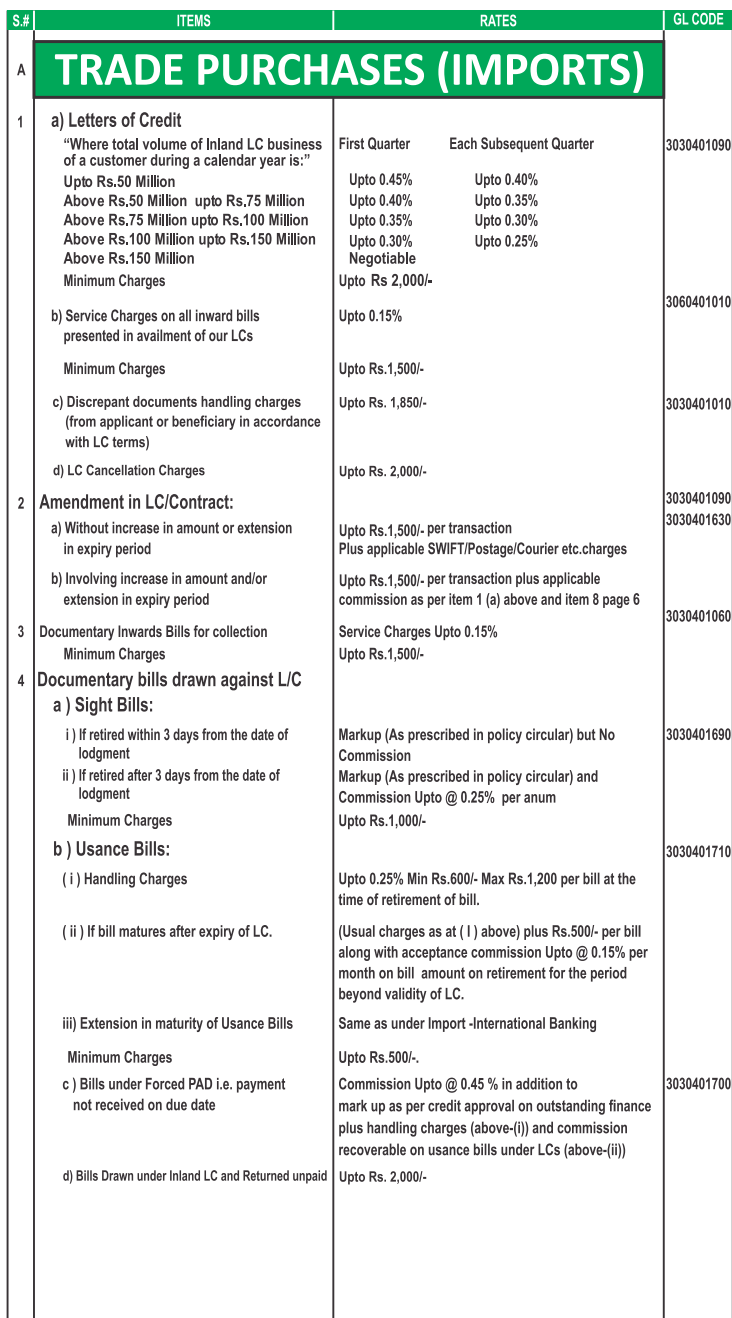 S.# ITEMS RATES GL CODE
A TRADE PURCHASES (IMPORTS)
1 a) Letters of Credit
“Where total volume of Inland LC business First Quarter Each Subsequent Quarter 3030401090
of a customer during a calendar year is:”
Upto Rs.50 Million Upto 0.45% Upto 0.40%
Above Rs.50 Million upto Rs.75 Million Upto 0.40% Upto 0.35%
Above Rs.75 Million upto Rs.100 Million Upto 0.35% Upto 0.30%
Above Rs.100 Million upto Rs.150 Million Upto 0.30% Upto 0.25%
Above Rs.150 Million Negotiable
Minimum Charges Upto Rs 2,000/-
3060401010
b) Service Charges on all inward bills Upto 0.15%
presented in availment of our LCs
Minimum Charges Upto Rs.1,500/-
c) Discrepant documents handling charges Upto Rs. 1,850/- 3030401010
(from applicant or beneficiary in accordance
with LC terms)
d) LC Cancellation Charges Upto Rs. 2,000/-
2 Amendment in LC/Contract: 3030401090
3030401630
a) Without increase in amount or extension Upto Rs.1,500/- per transaction
in expiry period Plus applicable SWIFT/Postage/Courier etc.charges
b) Involving increase in amount and/or Upto Rs.1,500/- per transaction plus applicable
extension in expiry period commission as per item 1 (a) above and item 8 page 6
3030401060
3 Documentary Inwards Bills for collection Service Charges Upto 0.15%
Minimum Charges Upto Rs.1,500/-
4 Documentary bills drawn against L/C
a ) Sight Bills:
i ) If retired within 3 days from the date of Markup (As prescribed in policy circular) but No 3030401690
lodgment Commission
ii ) If retired after 3 days from the date of Markup (As prescribed in policy circular) and
lodgment Commission Upto @ 0.25% per anum
Minimum Charges Upto Rs.1,000/-
b ) Usance Bills: 3030401710
( i ) Handling Charges Upto 0.25% Min Rs.600/- Max Rs.1,200 per bill at the
time of retirement of bill.
( ii ) If bill matures after expiry of LC. (Usual charges as at ( I ) above) plus Rs.500/- per bill
along with acceptance commission Upto @ 0.15% per
month on bill amount on retirement for the period
beyond validity of LC.
iii) Extension in maturity of Usance Bills Same as under Import -International Banking
Minimum Charges Upto Rs.500/-.
c ) Bills under Forced PAD i.e. payment Commission Upto @ 0.45 % in addition to 3030401700
not received on due date mark up as per credit approval on outstanding finance
plus handling charges (above-(i)) and commission
recoverable on usance bills under LCs (above-(ii))
d) Bills Drawn under Inland LC and Returned unpaid Upto Rs. 2,000/-